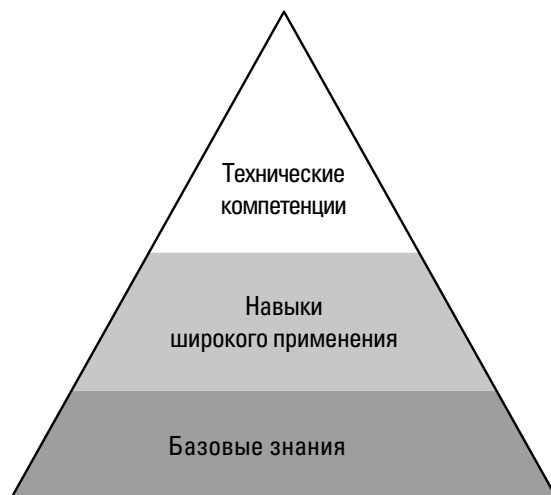 Технические
компетенции
Навыки
широкого применения
Базовые знания